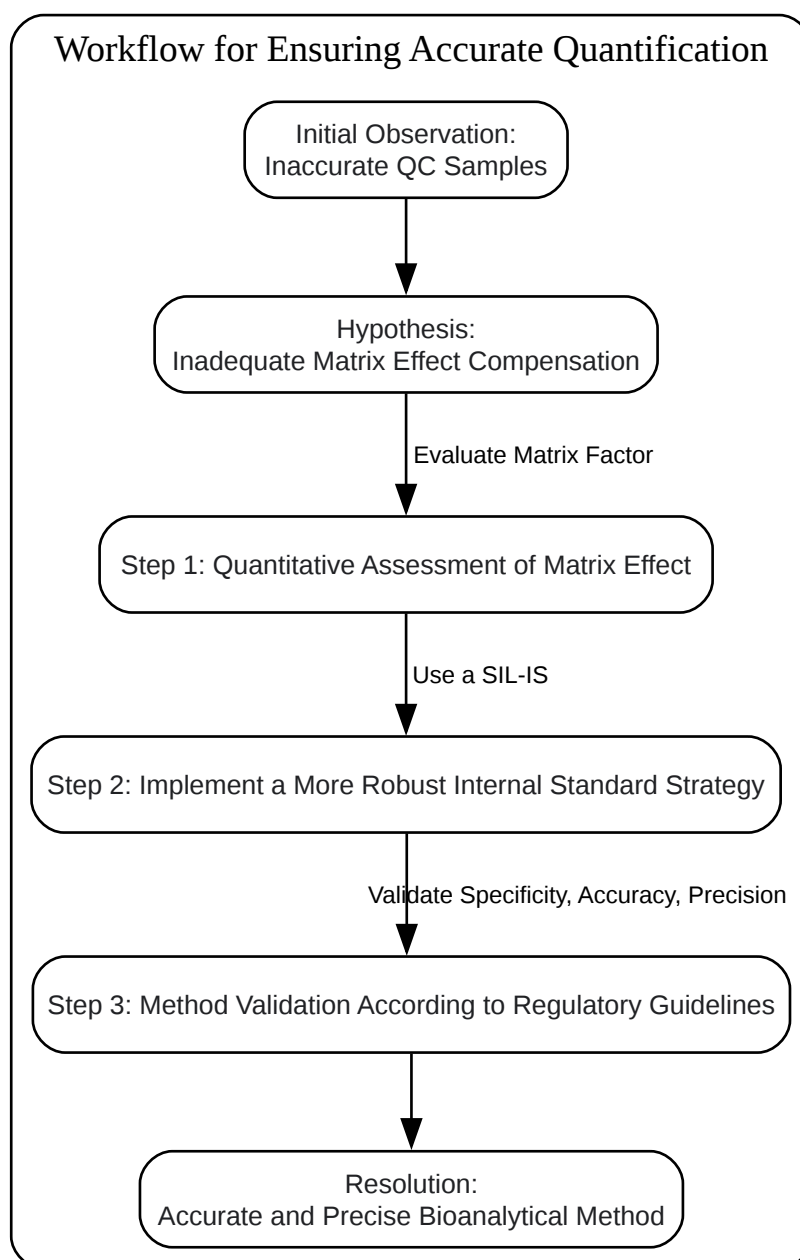 Workflow for Ensuring Accurate Quantification
Initial Observation:
Inaccurate QC Samples
Hypothesis:
Inadequate Matrix Effect Compensation
Evaluate Matrix Factor
Step 1: Quantitative Assessment of Matrix Effect
Use a SIL-IS
Step 2: Implement a More Robust Internal Standard Strategy
Validate Specificity, Accuracy, Precision
Step 3: Method Validation According to Regulatory Guidelines
Resolution:
Accurate and Precise Bioanalytical Method